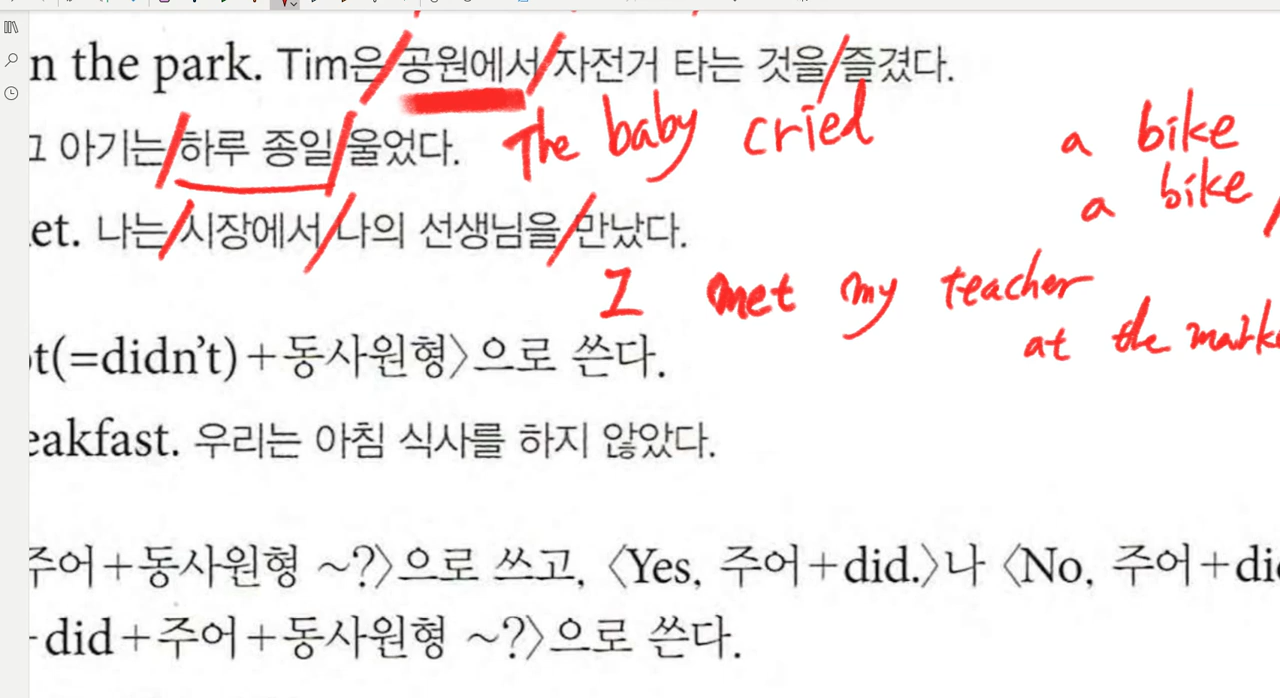 n the park. Tim은 공원에서 자전거 타는 것을 즐겼다.
그 아기는 하루 종일 울었다. The baby cried
a bike
a bike
et. 나는 시장에서 나의 선생님을 만났다.
I met my teacher
at the marke
t(=didn't)+동사원형〉으로 쓴다.
eakfast. 우리는 아침 식사를 하지 않았다.
주어+동사원형 ~?〉으로 쓰고, 〈Yes, 주어+did.〉나 〈No, 주어+di
did+주어+동사원형 ~?〉으로 쓴다.